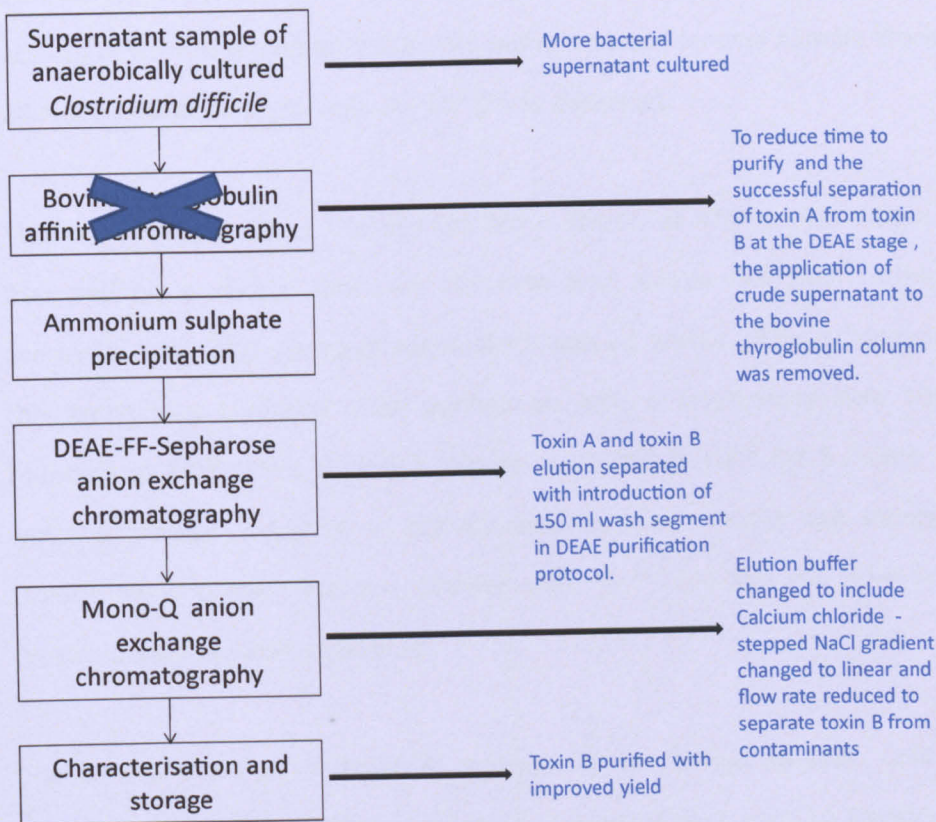 Supernatant sample of
anaerobically cultured
Clostridium difficile
More bacterial
supernatant cultured
Bovin lobulin
affinit chromatography
To reduce time to
purify and the
successful separation
of toxin A from toxin
B at the DEAE stage ,
the application of
crude supernatant to
the bovine
thyroglobulin column
was removed.
Ammonium sulphate
precipitation
DEAE-FF-Sepharose
anion exchange
chromatography
Toxin A and toxin B
elution separated
with introduction of
150 ml wash segment
in DEAE purification
protocol.
Mono-Q anion
exchange
chromatography
Elution buffer
changed to include
Calcium chloride -
stepped NaCl gradient
changed to linear and
flow rate reduced to
separate toxin B from
contaminants
Characterisation and
storage
Toxin B purified with
improved yield